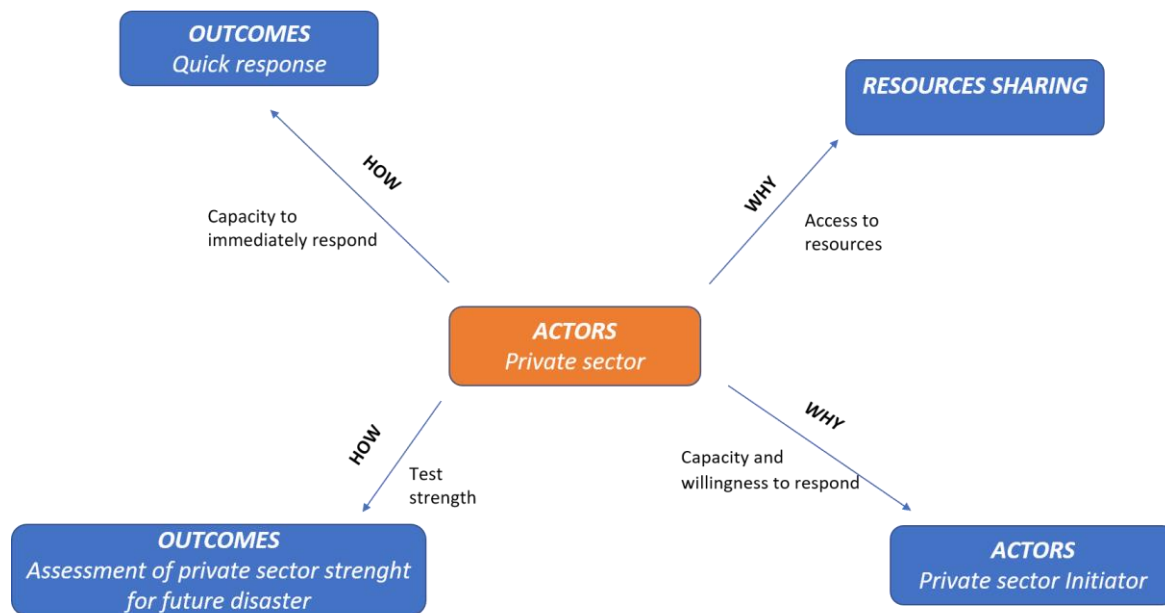 OUTCOMES
Quick response
RESOURCES SHARING
HOW
WHY
Capacity to
immediately respond
Access to
resources
ACTORS
Private sector
HOW
WHY
Test
strength
Capacity and
willingness to respond
OUTCOMES
Assessment of private sector strenght
for future disaster
ACTORS
Private sector Initiator